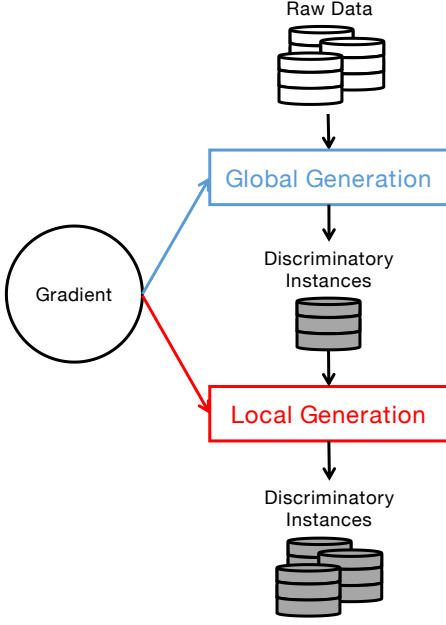 Raw Data
Global Generation
Discriminatory
Instances
Gradient
Local Generation
Discriminatory
Instances